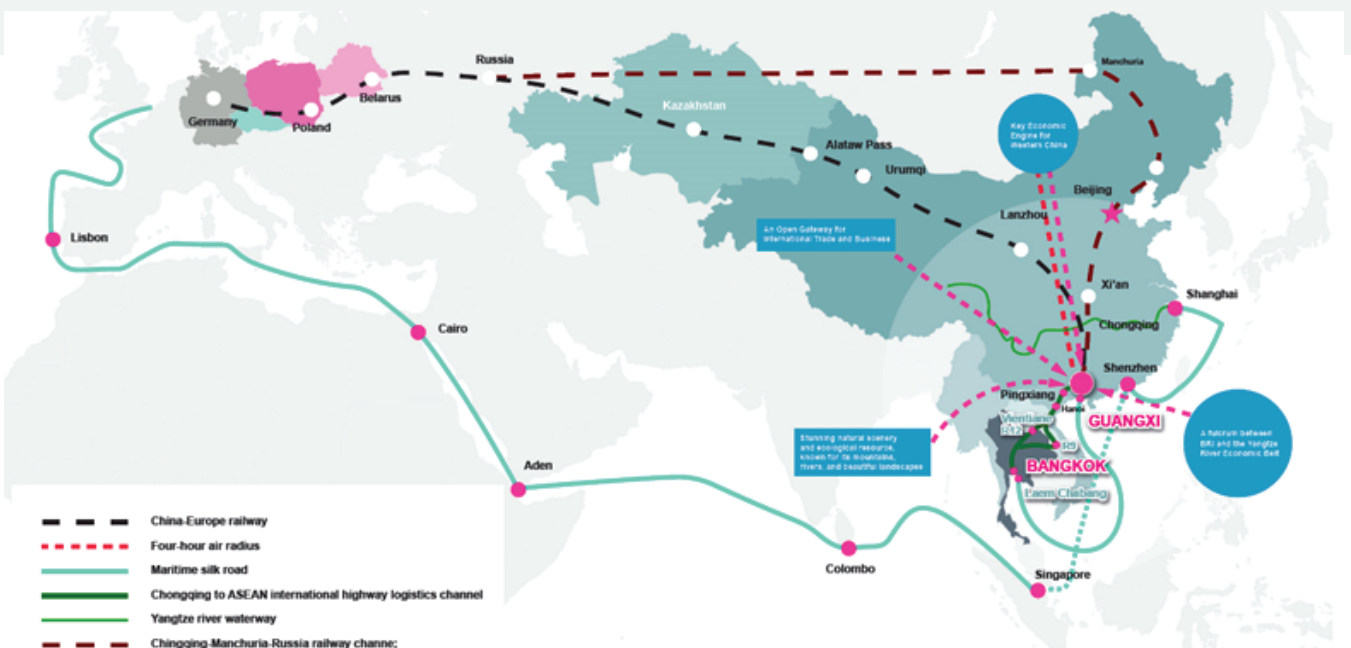 Russia
Manchuria
Belarus
Germany
Poland
Kazakhstan
Key Economic
Engine for
Western China
Alataw Pass
Urumqi
Beijing
Lanzhou
An Open Gateway for
International Trade and Business
Lisbon
Xi'an
Shanghai
Chongqing
Cairo
Shenzhen
Pingxiang
Hanoi
GUANGXI
Vientiane
R12
R9
Stunning natural scenery
and ecological resource,
known for its mountains,
rivers, and beautiful landscapes
A fulcrum between
BRI and the Yangtze
River Economic Belt
BANGKOK
Laem Chabang
Aden
Colombo
Singapore
China-Europe railway
Four-hour air radius
Maritime silk road
Chongqing to ASEAN international highway logistics channel
Yangtze river waterway
Chingqing-Manchuria-Russia railway channe;